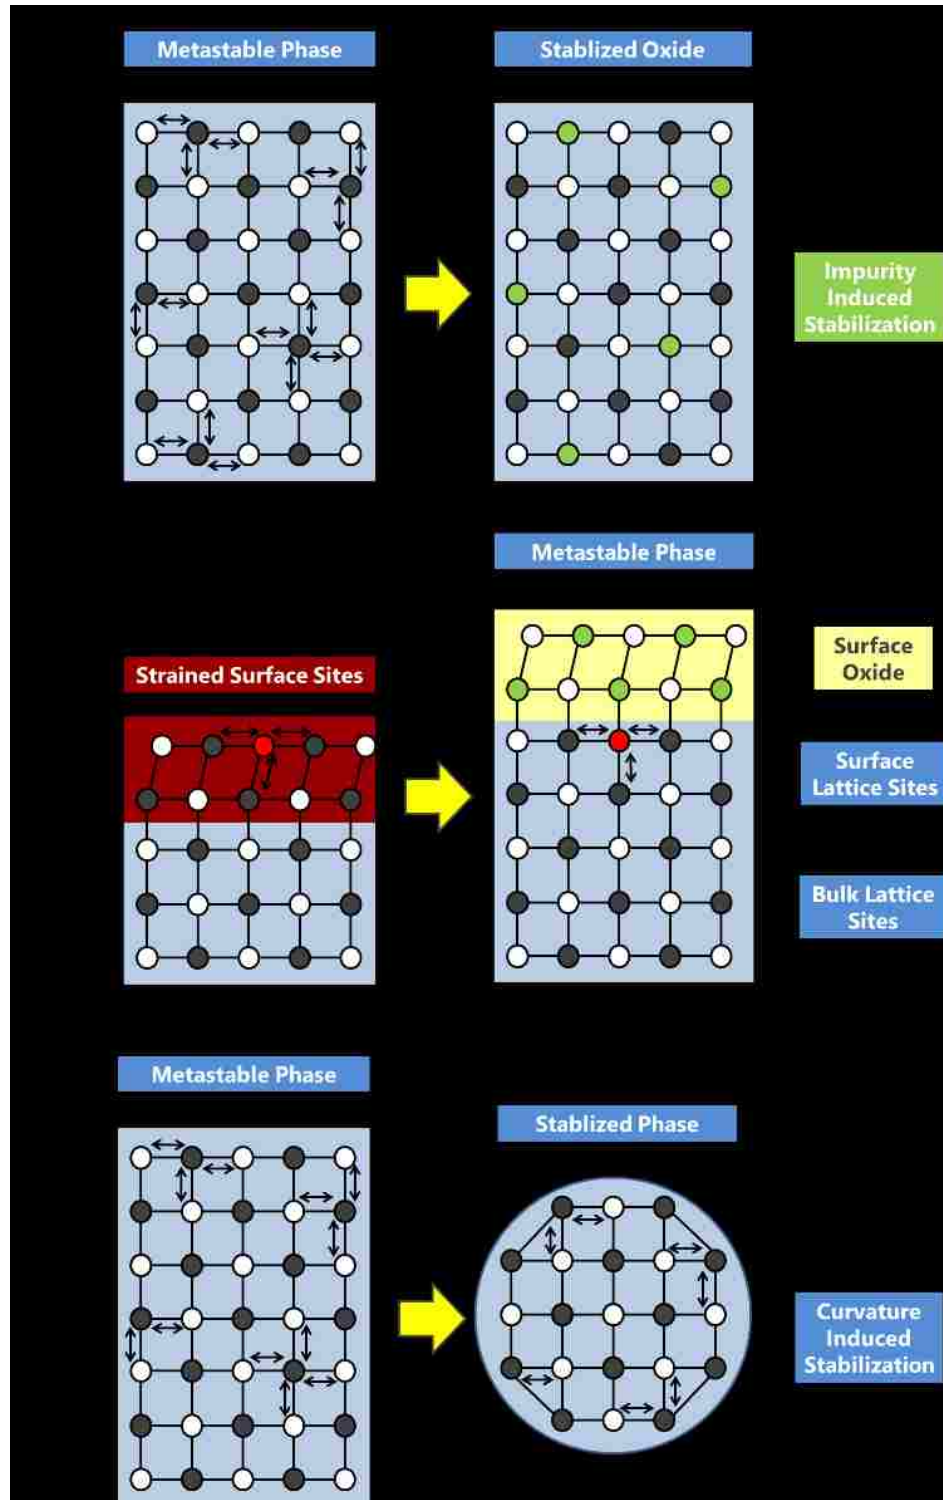 Metastable Phase
Stablized Oxide
Impurity
Induced
Stabilization
Metastable Phase
Strained Surface Sites
Surface
Oxide
Surface
Lattice Sites
Bulk Lattice
Sites
Metastable Phase
Stablized Phase
Curvature
Induced
Stabilization